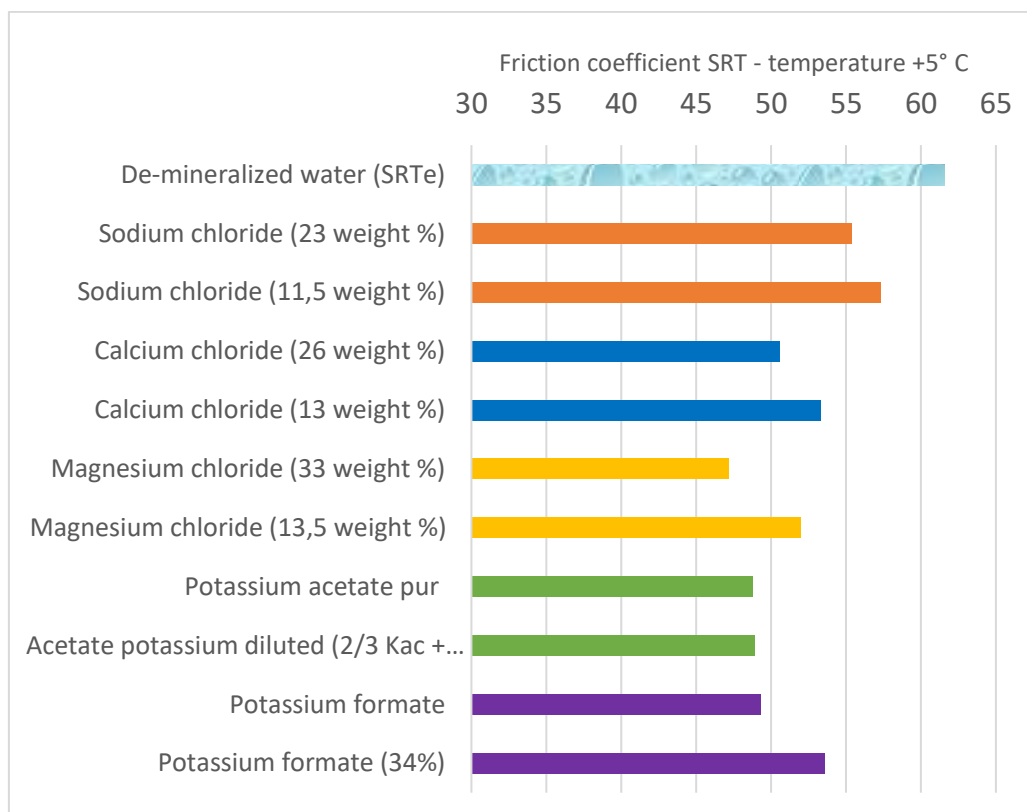 Friction coefficient SRT - temperature +5° C
30 35 40 45 50 55 60 65
De-mineralized water (SRTe)
Sodium chloride (23 weight %)
Sodium chloride (11,5 weight %)
Calcium chloride (26 weight %)
Calcium chloride (13 weight %)
Magnesium chloride (33 weight %)
Magnesium chloride (13,5 weight %)
Potassium acetate pur
Acetate potassium diluted (2/3 Kac +...
Potassium formate
Potassium formate (34%)